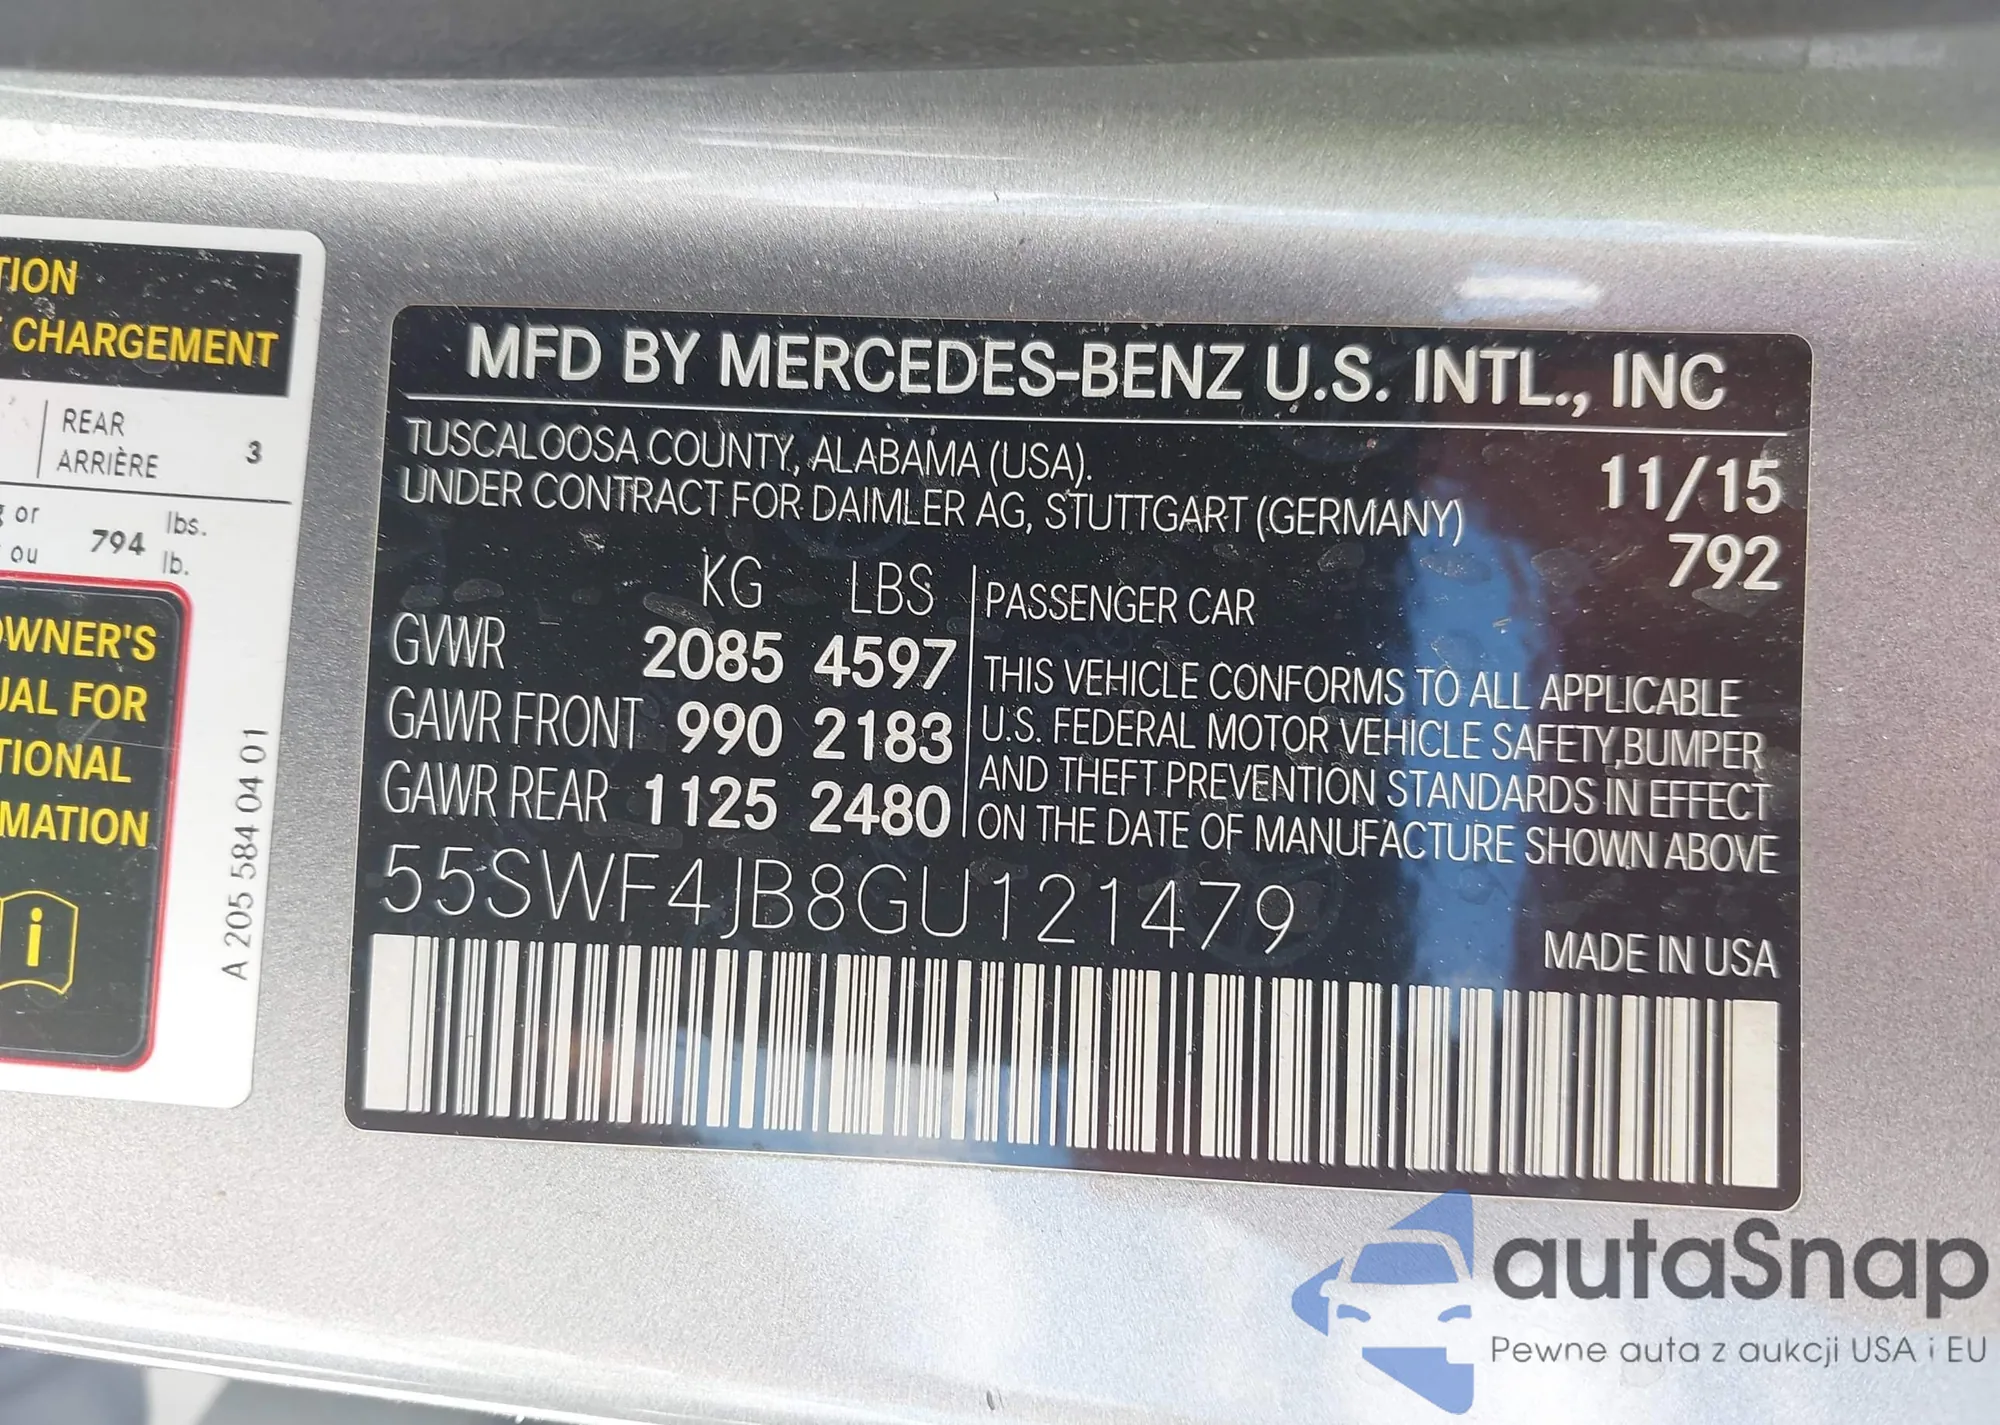 TION
CHARGEMENT
REAR
ARRIÈRE
3
or
ou
794
lbs.
lb.
OWNER'S
UAL FOR
TIONAL
MATION
i
A 205 584 04 01
MFD BY MERCEDES-BENZ U.S. INTL., INC
TUSCALOOSA COUNTY, ALABAMA (USA).
UNDER CONTRACT FOR DAIMLER AG, STUTTGART (GERMANY)
11/15
792
KG LBS
GVWR 2085 4597
GAWR FRONT 990 2183
GAWR REAR 1125 2480
PASSENGER CAR
THIS VEHICLE CONFORMS TO ALL APPLICABLE
U.S. FEDERAL MOTOR VEHICLE SAFETY,BUMPER
AND THEFT PREVENTION STANDARDS IN EFFECT
ON THE DATE OF MANUFACTURE SHOWN ABOVE
55SWF4JB8GU121479
MADE IN USA
autaSnap
Pewne auta z aukcji USA i EU